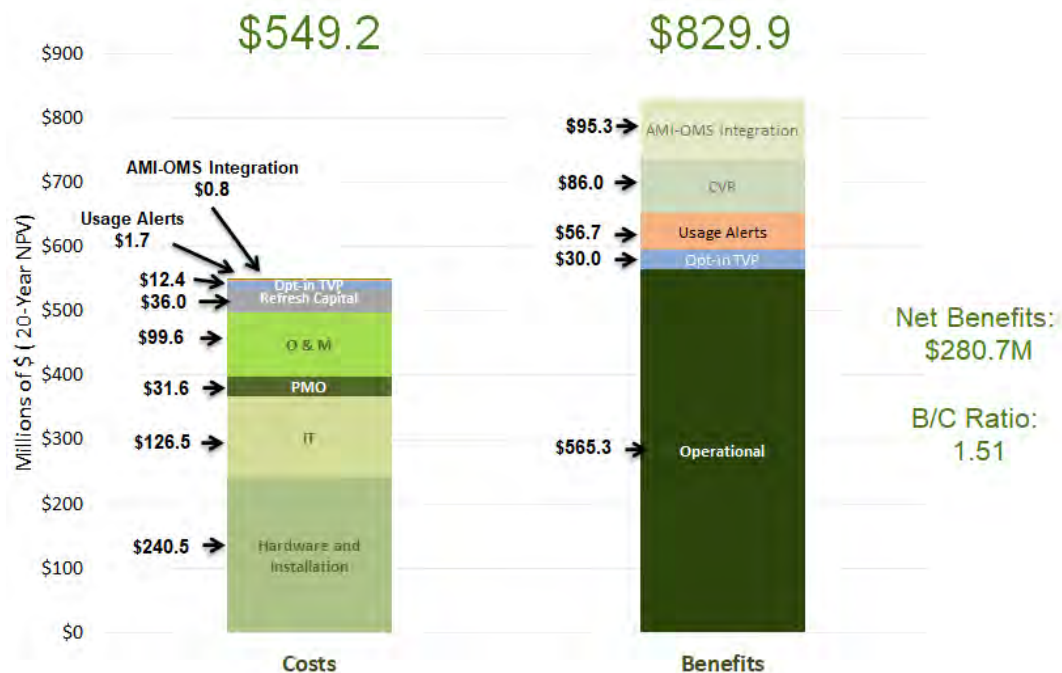 $549.2
$829.9
$900
$800
$700
$600
$500
$400
$300
$200
$100
$0
Millions of $ ( 20-Year NPV)
AMI-OMS Integration
$0.8
Usage Alerts
$1.7
$12.4
$36.0
$99.6
$31.6
$126.5
$240.5
Opt-in TVP
Refresh Capital
O & M
PMO
IT
Hardware and
Installation
Costs
$95.3
$86.0
$56.7
$30.0
$565.3
AMI-OMS Integration
CVR
Usage Alerts
Opt-in TVP
Operational
Benefits
Net Benefits:
$280.7M
B/C Ratio:
1.51